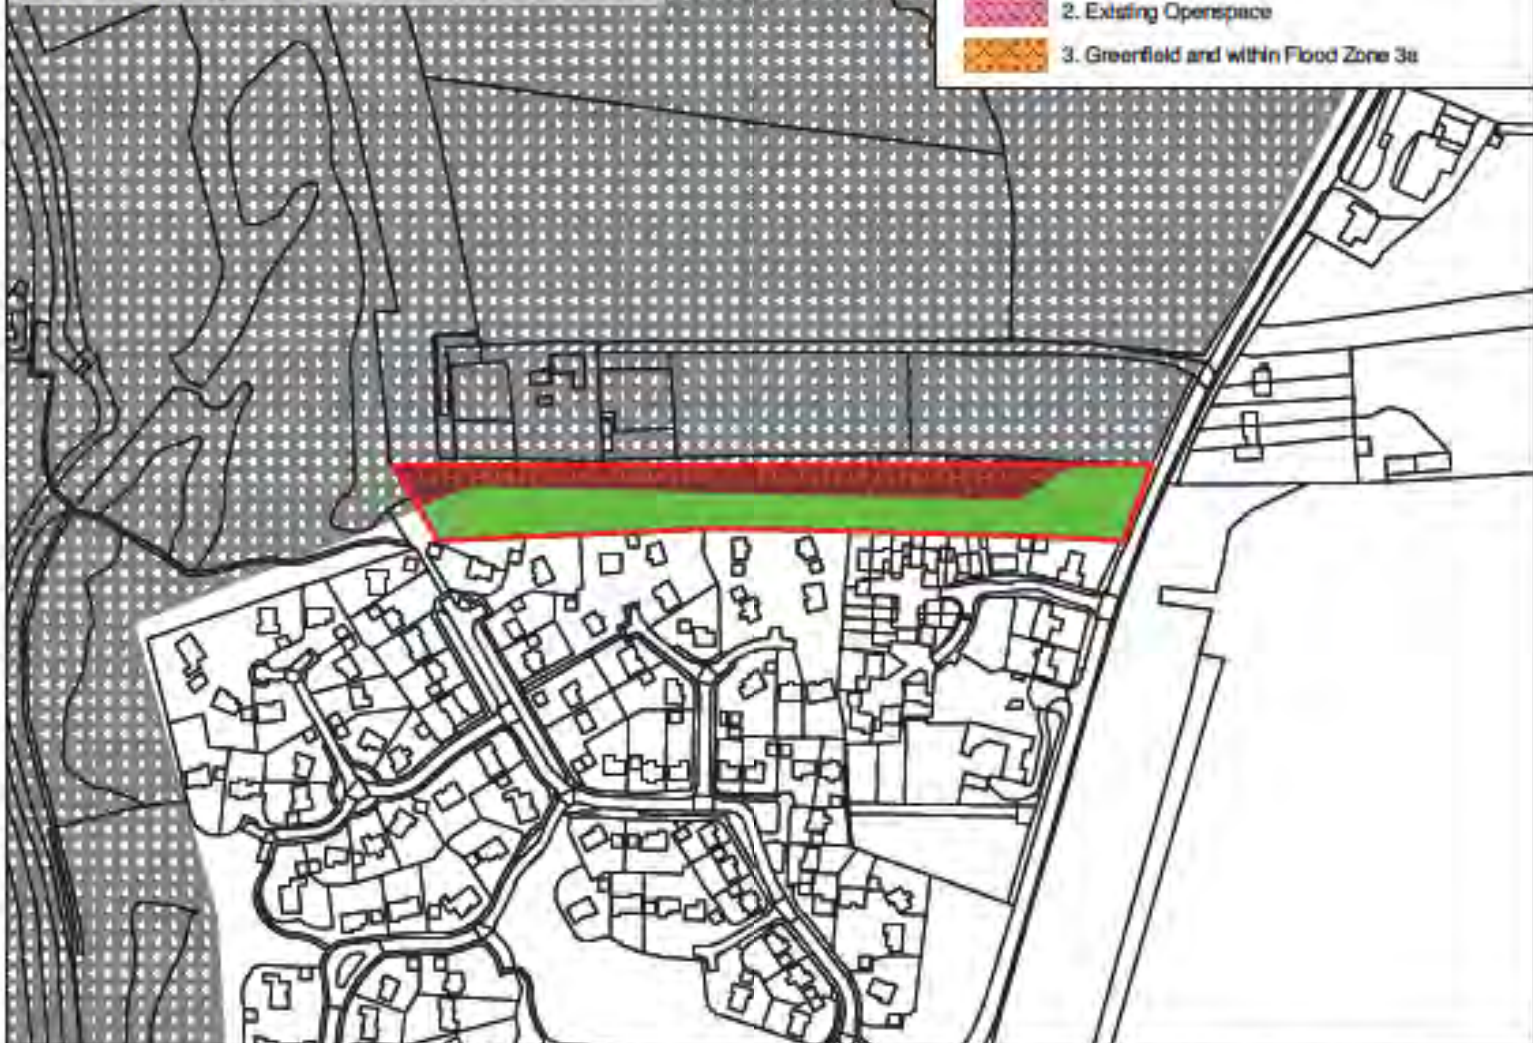 2. Existing Openspace
3. Greenfield and within Flood Zone 3a